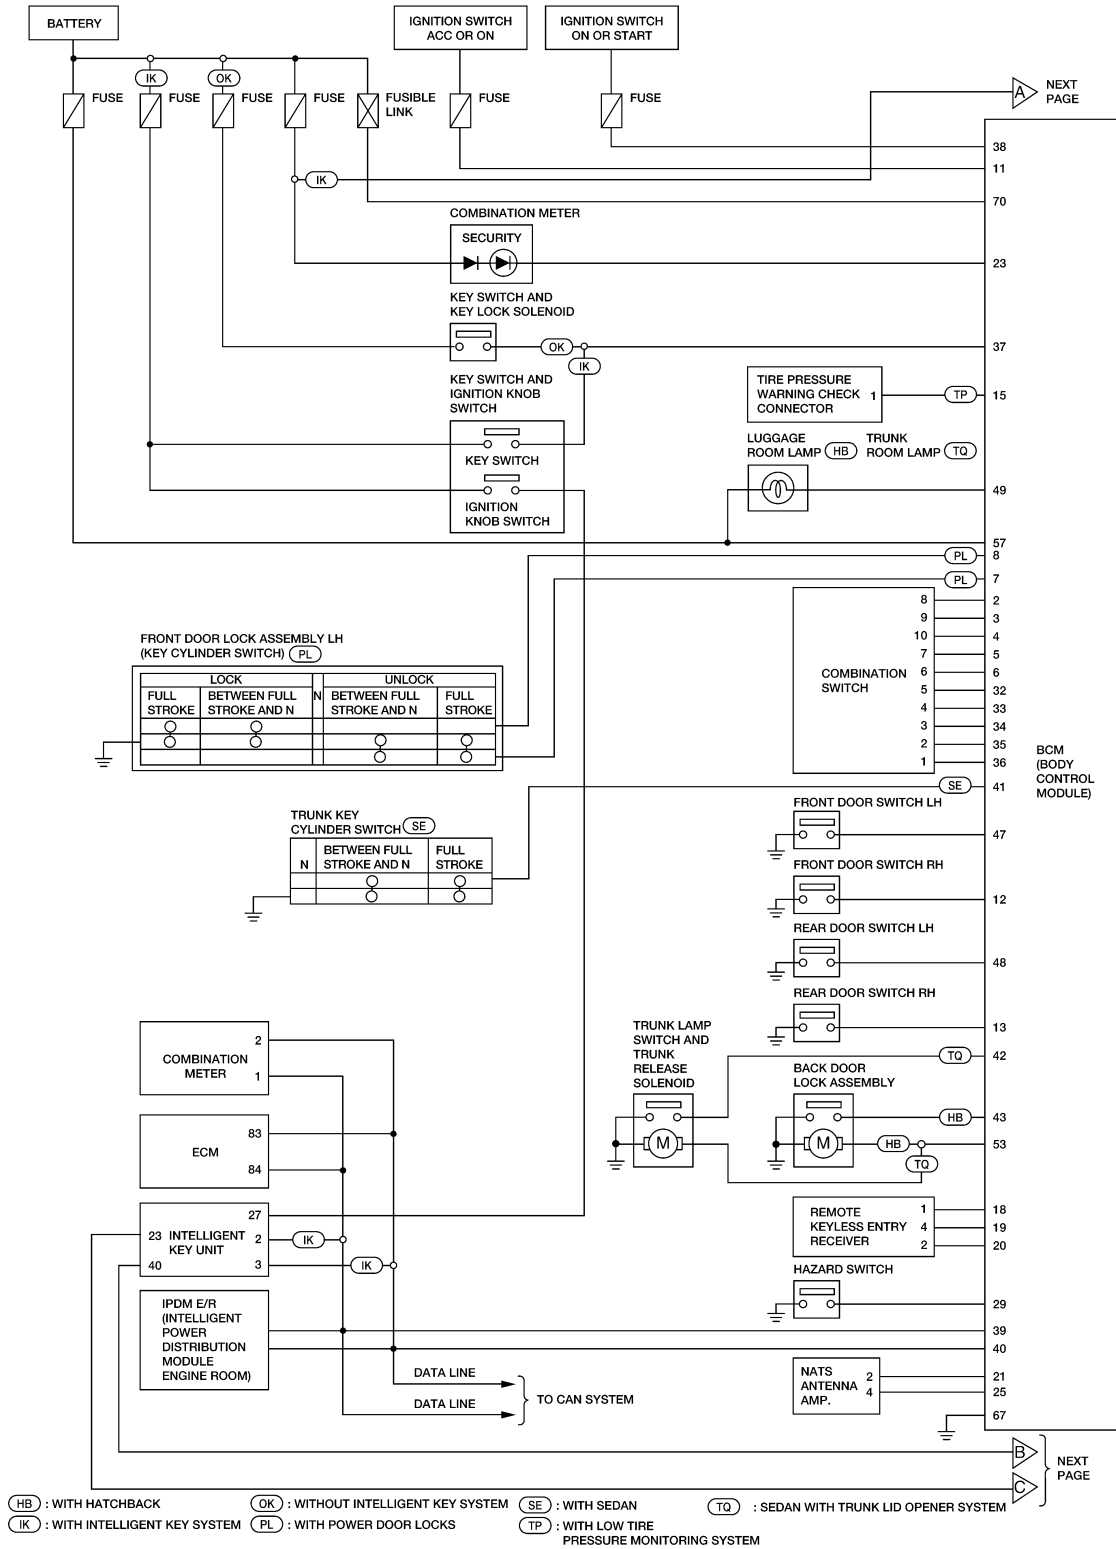 BATTERY
IGNITION SWITCH
ACC OR ON
IGNITION SWITCH
ON OR START
IK
OK
FUSE
FUSE
FUSE
FUSE
FUSIBLE
LINK
FUSE
FUSE
A
NEXT
PAGE
38
11
IK
70
COMBINATION METER
SECURITY
23
KEY SWITCH AND
KEY LOCK SOLENOID
OK
37
IK
KEY SWITCH AND
IGNITION KNOB
SWITCH
KEY SWITCH
IGNITION
KNOB SWITCH
TIRE PRESSURE
WARNING CHECK
CONNECTOR
1
TP
15
LUGGAGE
ROOM LAMP
HB
TRUNK
ROOM LAMP
TQ
49
57
PL
8
PL
7
COMBINATION
SWITCH
8
2
9
3
10
4
7
5
6
6
5
32
4
33
3
34
2
35
1
36
BCM
(BODY
CONTROL
MODULE)
FRONT DOOR LOCK ASSEMBLY LH
(KEY CYLINDER SWITCH)
PL
LOCK
UNLOCK
FULL
STROKE
BETWEEN FULL
STROKE AND N
N
BETWEEN FULL
STROKE AND N
FULL
STROKE
SE
41
TRUNK KEY
CYLINDER SWITCH
SE
N
BETWEEN FULL
STROKE AND N
FULL
STROKE
FRONT DOOR SWITCH LH
47
FRONT DOOR SWITCH RH
12
REAR DOOR SWITCH LH
48
REAR DOOR SWITCH RH
13
TRUNK LAMP
SWITCH AND
TRUNK
RELEASE
SOLENOID
M
TQ
42
BACK DOOR
LOCK ASSEMBLY
M
HB
43
HB
53
TQ
COMBINATION
METER
2
1
ECM
83
84
INTELLIGENT
KEY UNIT
27
23
2
IK
40
3
IK
REMOTE
KEYLESS ENTRY
RECEIVER
1
18
4
19
2
20
HAZARD SWITCH
29
IPDM E/R
(INTELLIGENT
POWER
DISTRIBUTION
MODULE
ENGINE ROOM)
39
40
DATA LINE
DATA LINE
TO CAN SYSTEM
NATS
ANTENNA
AMP.
2
21
4
25
67
B
C
NEXT
PAGE
HB : WITH HATCHBACK
OK : WITHOUT INTELLIGENT KEY SYSTEM
SE : WITH SEDAN
TQ : SEDAN WITH TRUNK LID OPENER SYSTEM
IK : WITH INTELLIGENT KEY SYSTEM
PL : WITH POWER DOOR LOCKS
TP : WITH LOW TIRE
PRESSURE MONITORING SYSTEM